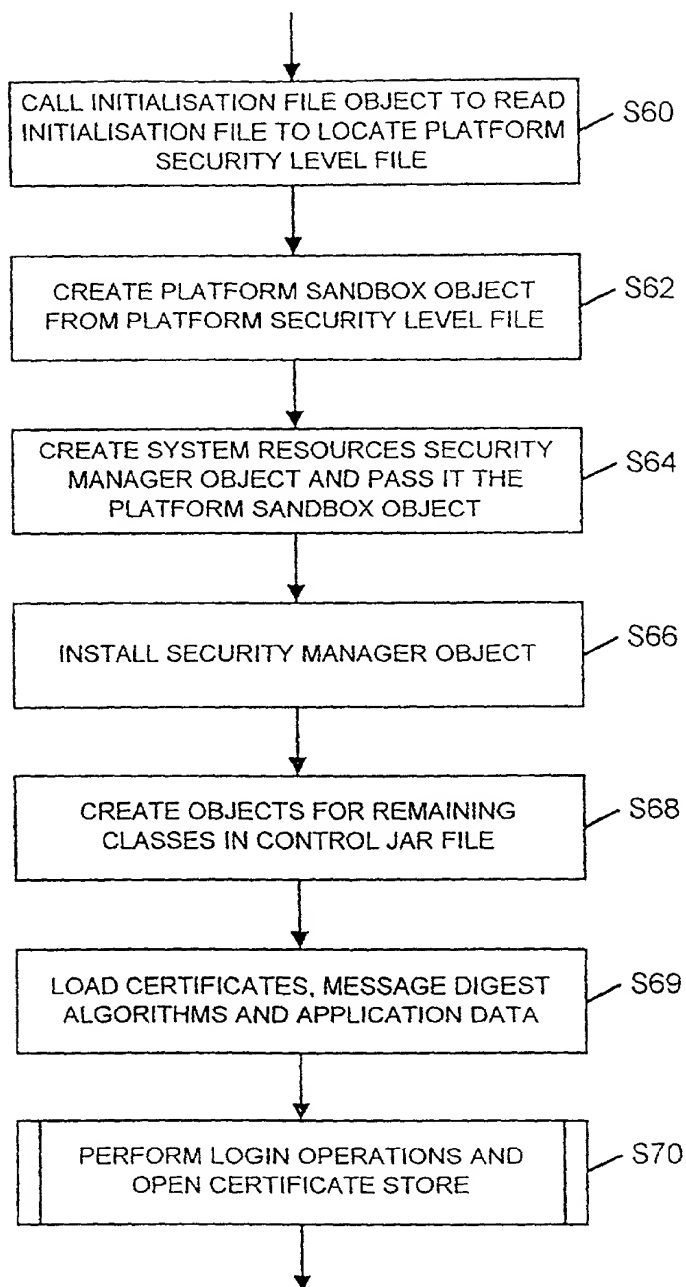 CALL INITIALISATION FILE OBJECT TO READ
INITIALISATION FILE TO LOCATE PLATFORM
SECURITY LEVEL FILE
S60
CREATE PLATFORM SANDBOX OBJECT
FROM PLATFORM SECURITY LEVEL FILE
S62
CREATE SYSTEM RESOURCES SECURITY
MANAGER OBJECT AND PASS IT THE
PLATFORM SANDBOX OBJECT
S64
INSTALL SECURITY MANAGER OBJECT
S66
CREATE OBJECTS FOR REMAINING
CLASSES IN CONTROL JAR FILE
S68
LOAD CERTIFICATES, MESSAGE DIGEST
ALGORITHMS AND APPLICATION DATA
S69
PERFORM LOGIN OPERATIONS AND
OPEN CERTIFICATE STORE
S70